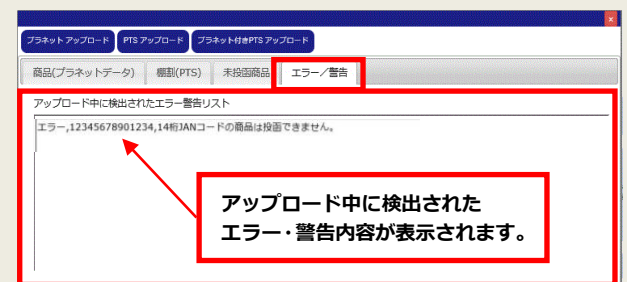 プラネットアップロード PTSアップロード プラネット付きPTSアップロード
商品(プラネットデータ) 棚割(PTS) 未投函商品 エラー／警告
アップロード中に検出されたエラー警告リスト
エラー,12345678901234,14桁JANコードの商品は投函できません。
アップロード中に検出された
エラー・警告内容が表示されます。